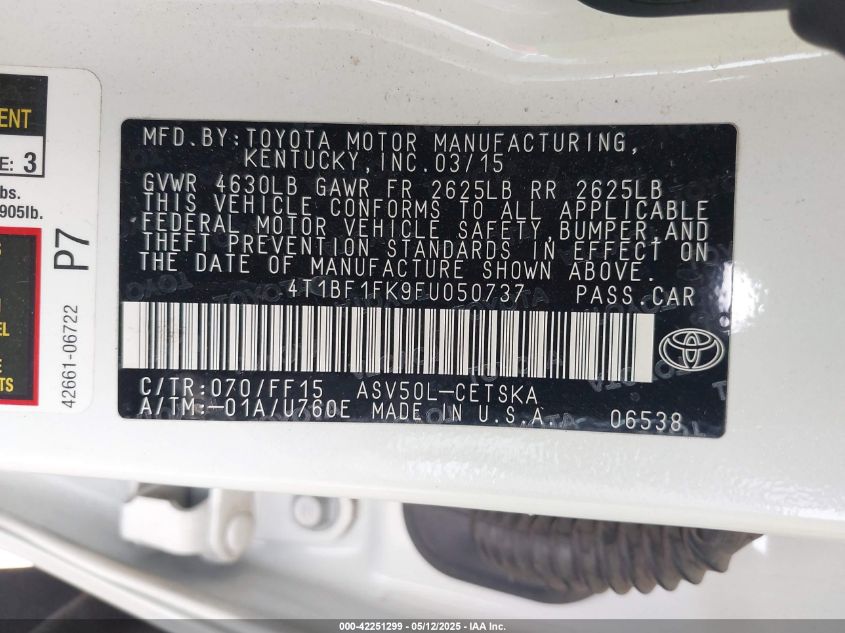 ENT
E: 3
bs.
905lb.
EL
E
TS
P7
42661-06722
MFD.BY:TOYOTA MOTOR MANUFACTURING,
KENTUCKY,INC.03/15
GVWR 4630LB GAWR FR 2625LB RR 2625LB
THIS VEHICLE CONFORMS TO ALL APPLICABLE
FEDERAL MOTOR VEHICLE SAFETY,BUMPER,AND
THEFT PREVENTION STANDARDS IN EFFECT ON
THE DATE OF MANUFACTURE SHOWN ABOVE.
4T1BF1FK9FU050737 PASS.CAR
C/TR:070/FF15 ASV50L-CETSKA
A/TM:-01A/U760E MADE IN U.S.A. 06538
000-42251299 - 05/12/2025 - IAA Inc.